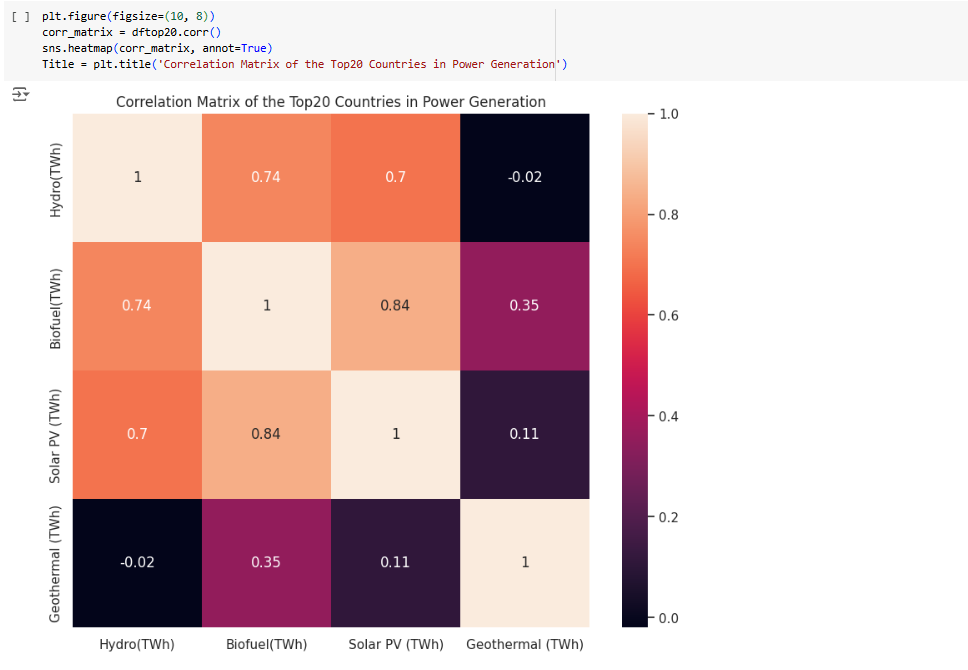 [ ] plt.figure(figsize=(10, 8))
corr_matrix = dftop20.corr()
sns.heatmap(corr_matrix, annot=True)
Title = plt.title('Correlation Matrix of the Top20 Countries in Power Generation')
Correlation Matrix of the Top20 Countries in Power Generation
Hydro(TWh) 1 0.74 0.7 -0.02
Biofuel(TWh) 0.74 1 0.84 0.35
Solar PV (TWh) 0.7 0.84 1 0.11
Geothermal (TWh) -0.02 0.35 0.11 1
Hydro(TWh) Biofuel(TWh) Solar PV (TWh) Geothermal (TWh)
1.0
0.8
0.6
0.4
0.2
0.0